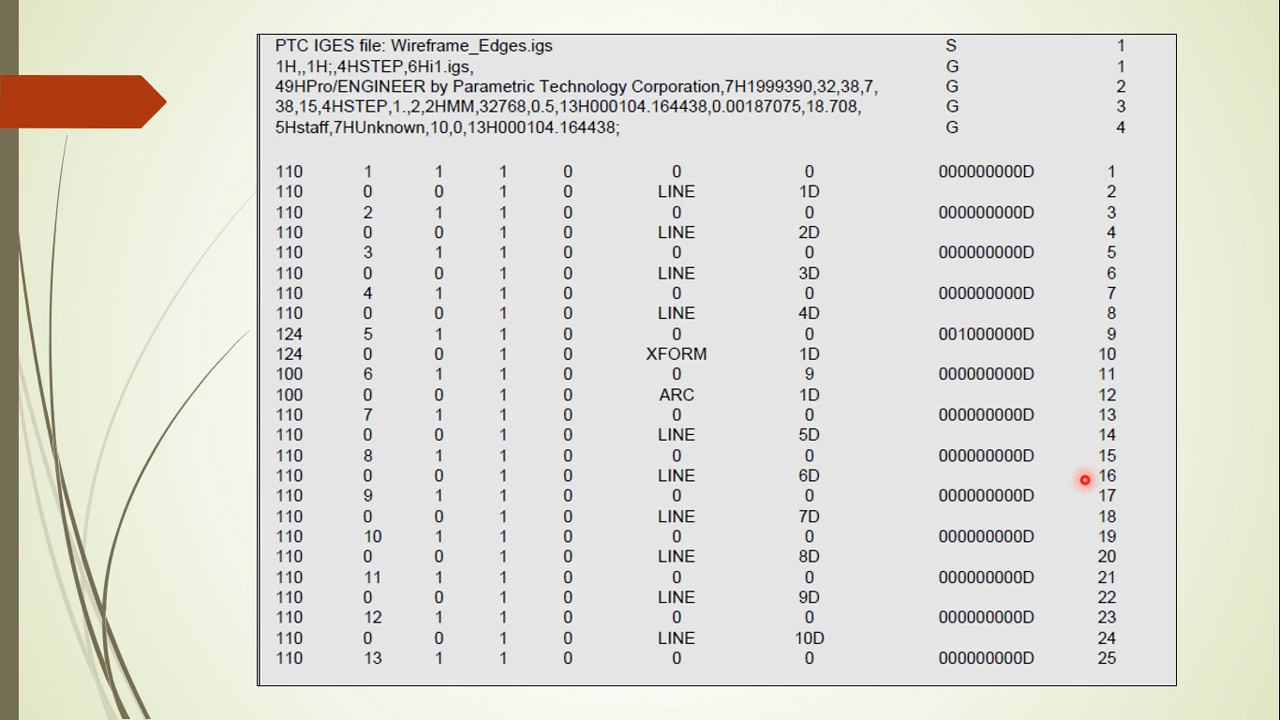 PTC IGES file: Wireframe_Edges.igs S 1
1H,,1H;,4HSTEP,6Hi1.igs, G 1
49HPro/ENGINEER by Parametric Technology Corporation,7H1999390,32,38,7, G 2
38,15,4HSTEP,1.,2,2HMM,32768,0.5,13H000104.164438,0.00187075,18.708, G 3
5Hstaff,7HUnknown,10,0,13H000104.164438; G 4
110 1 1 1 0 0 0 000000000D 1
110 0 0 1 0 LINE 1D 2
110 2 1 1 0 0 0 000000000D 3
110 0 0 1 0 LINE 2D 4
110 3 1 1 0 0 0 000000000D 5
110 0 0 1 0 LINE 3D 6
110 4 1 1 0 0 0 000000000D 7
110 0 0 1 0 LINE 4D 8
124 5 1 1 0 0 0 001000000D 9
124 0 0 1 0 XFORM 1D 10
100 6 1 1 0 0 9 000000000D 11
100 0 0 1 0 ARC 1D 12
110 7 1 1 0 0 0 000000000D 13
110 0 0 1 0 LINE 5D 14
110 8 1 1 0 0 0 000000000D 15
110 0 0 1 0 LINE 6D 16
110 9 1 1 0 0 0 000000000D 17
110 0 0 1 0 LINE 7D 18
110 10 1 1 0 0 0 000000000D 19
110 0 0 1 0 LINE 8D 20
110 11 1 1 0 0 0 000000000D 21
110 0 0 1 0 LINE 9D 22
110 12 1 1 0 0 0 000000000D 23
110 0 0 1 0 LINE 10D 24
110 13 1 1 0 0 0 000000000D 25